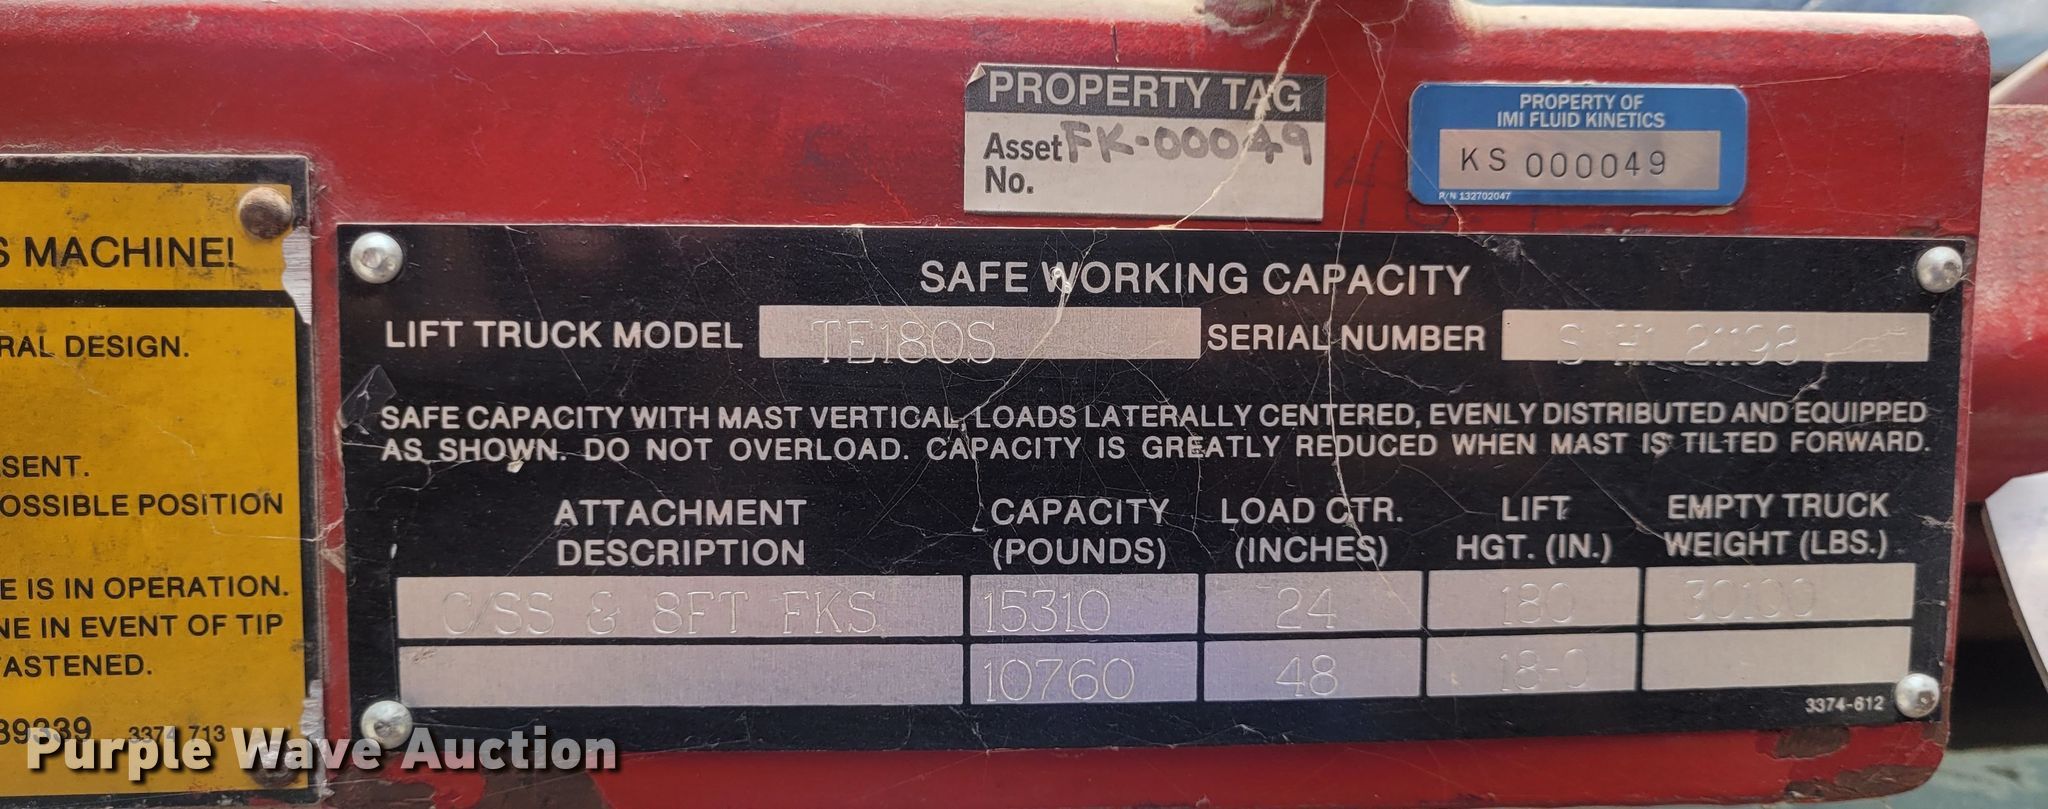 PROPERTY TAG
Asset FK-00049
No.
PROPERTY OF
IMI FLUID KINETICS
KS 000049
P/N 132702047
S MACHINE!
RAL DESIGN.
SENT.
OSSIBLE POSITION
E IS IN OPERATION.
NE IN EVENT OF TIP
FASTENED.
39339 3374 713
SAFE WORKING CAPACITY
LIFT TRUCK MODEL TE180S SERIAL NUMBER S H1 21198
SAFE CAPACITY WITH MAST VERTICAL, LOADS LATERALLY CENTERED, EVENLY DISTRIBUTED AND EQUIPPED
AS SHOWN. DO NOT OVERLOAD. CAPACITY IS GREATLY REDUCED WHEN MAST IS TILTED FORWARD.
ATTACHMENT CAPACITY LOAD CTR. LIFT EMPTY TRUCK
DESCRIPTION (POUNDS) (INCHES) HGT. (IN.) WEIGHT (LBS.)
C/SS & 8FT FKS 15310 24 180 30100
10760 48 18-0
3374-612
Purple Wave Auction